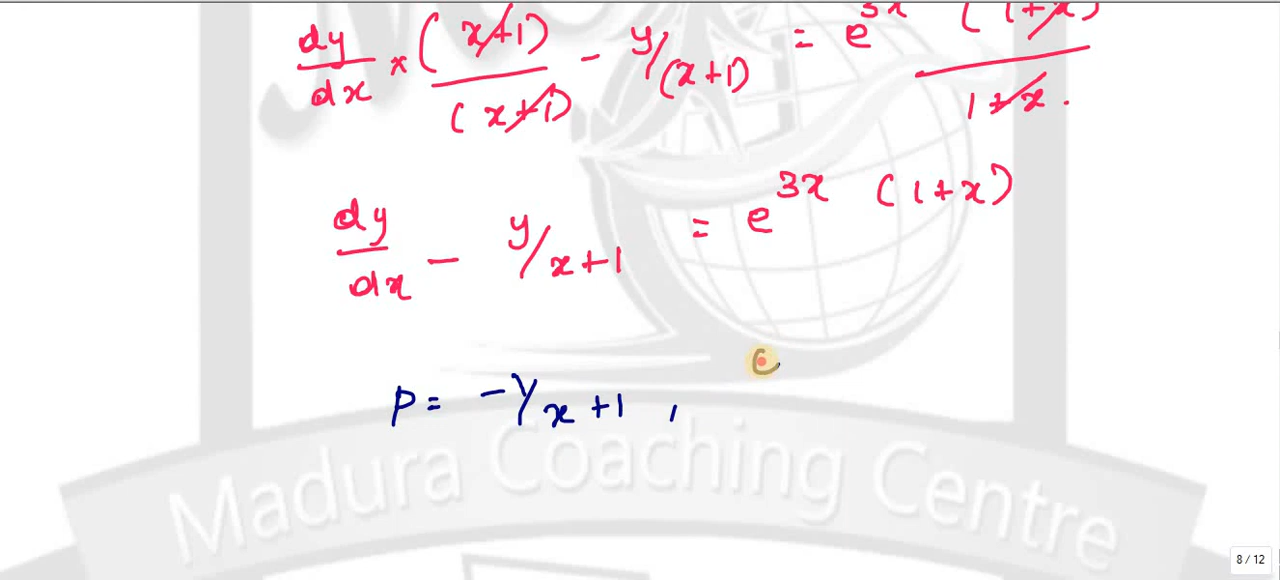 dy/dx × (x+1)/(x+1) - y/(x+1) = e^3x (1+x)/1+x.
dy/dx - y/x+1 = e^3x (1+x)
P = -1/x+1 ,
Madura Coaching Centre
8 / 12